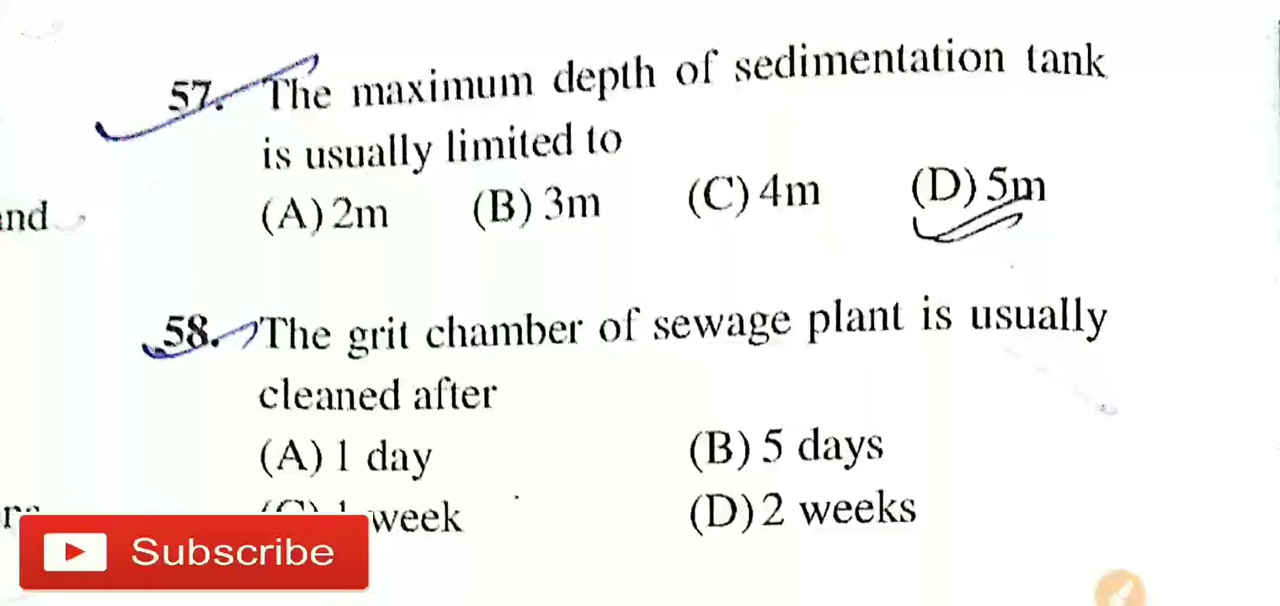 57. The maximum depth of sedimentation tank
is usually limited to
(A) 2m (B) 3m (C) 4m (D) 5m
nd
58. The grit chamber of sewage plant is usually
cleaned after
(A) 1 day (B) 5 days
week (D) 2 weeks
Subscribe